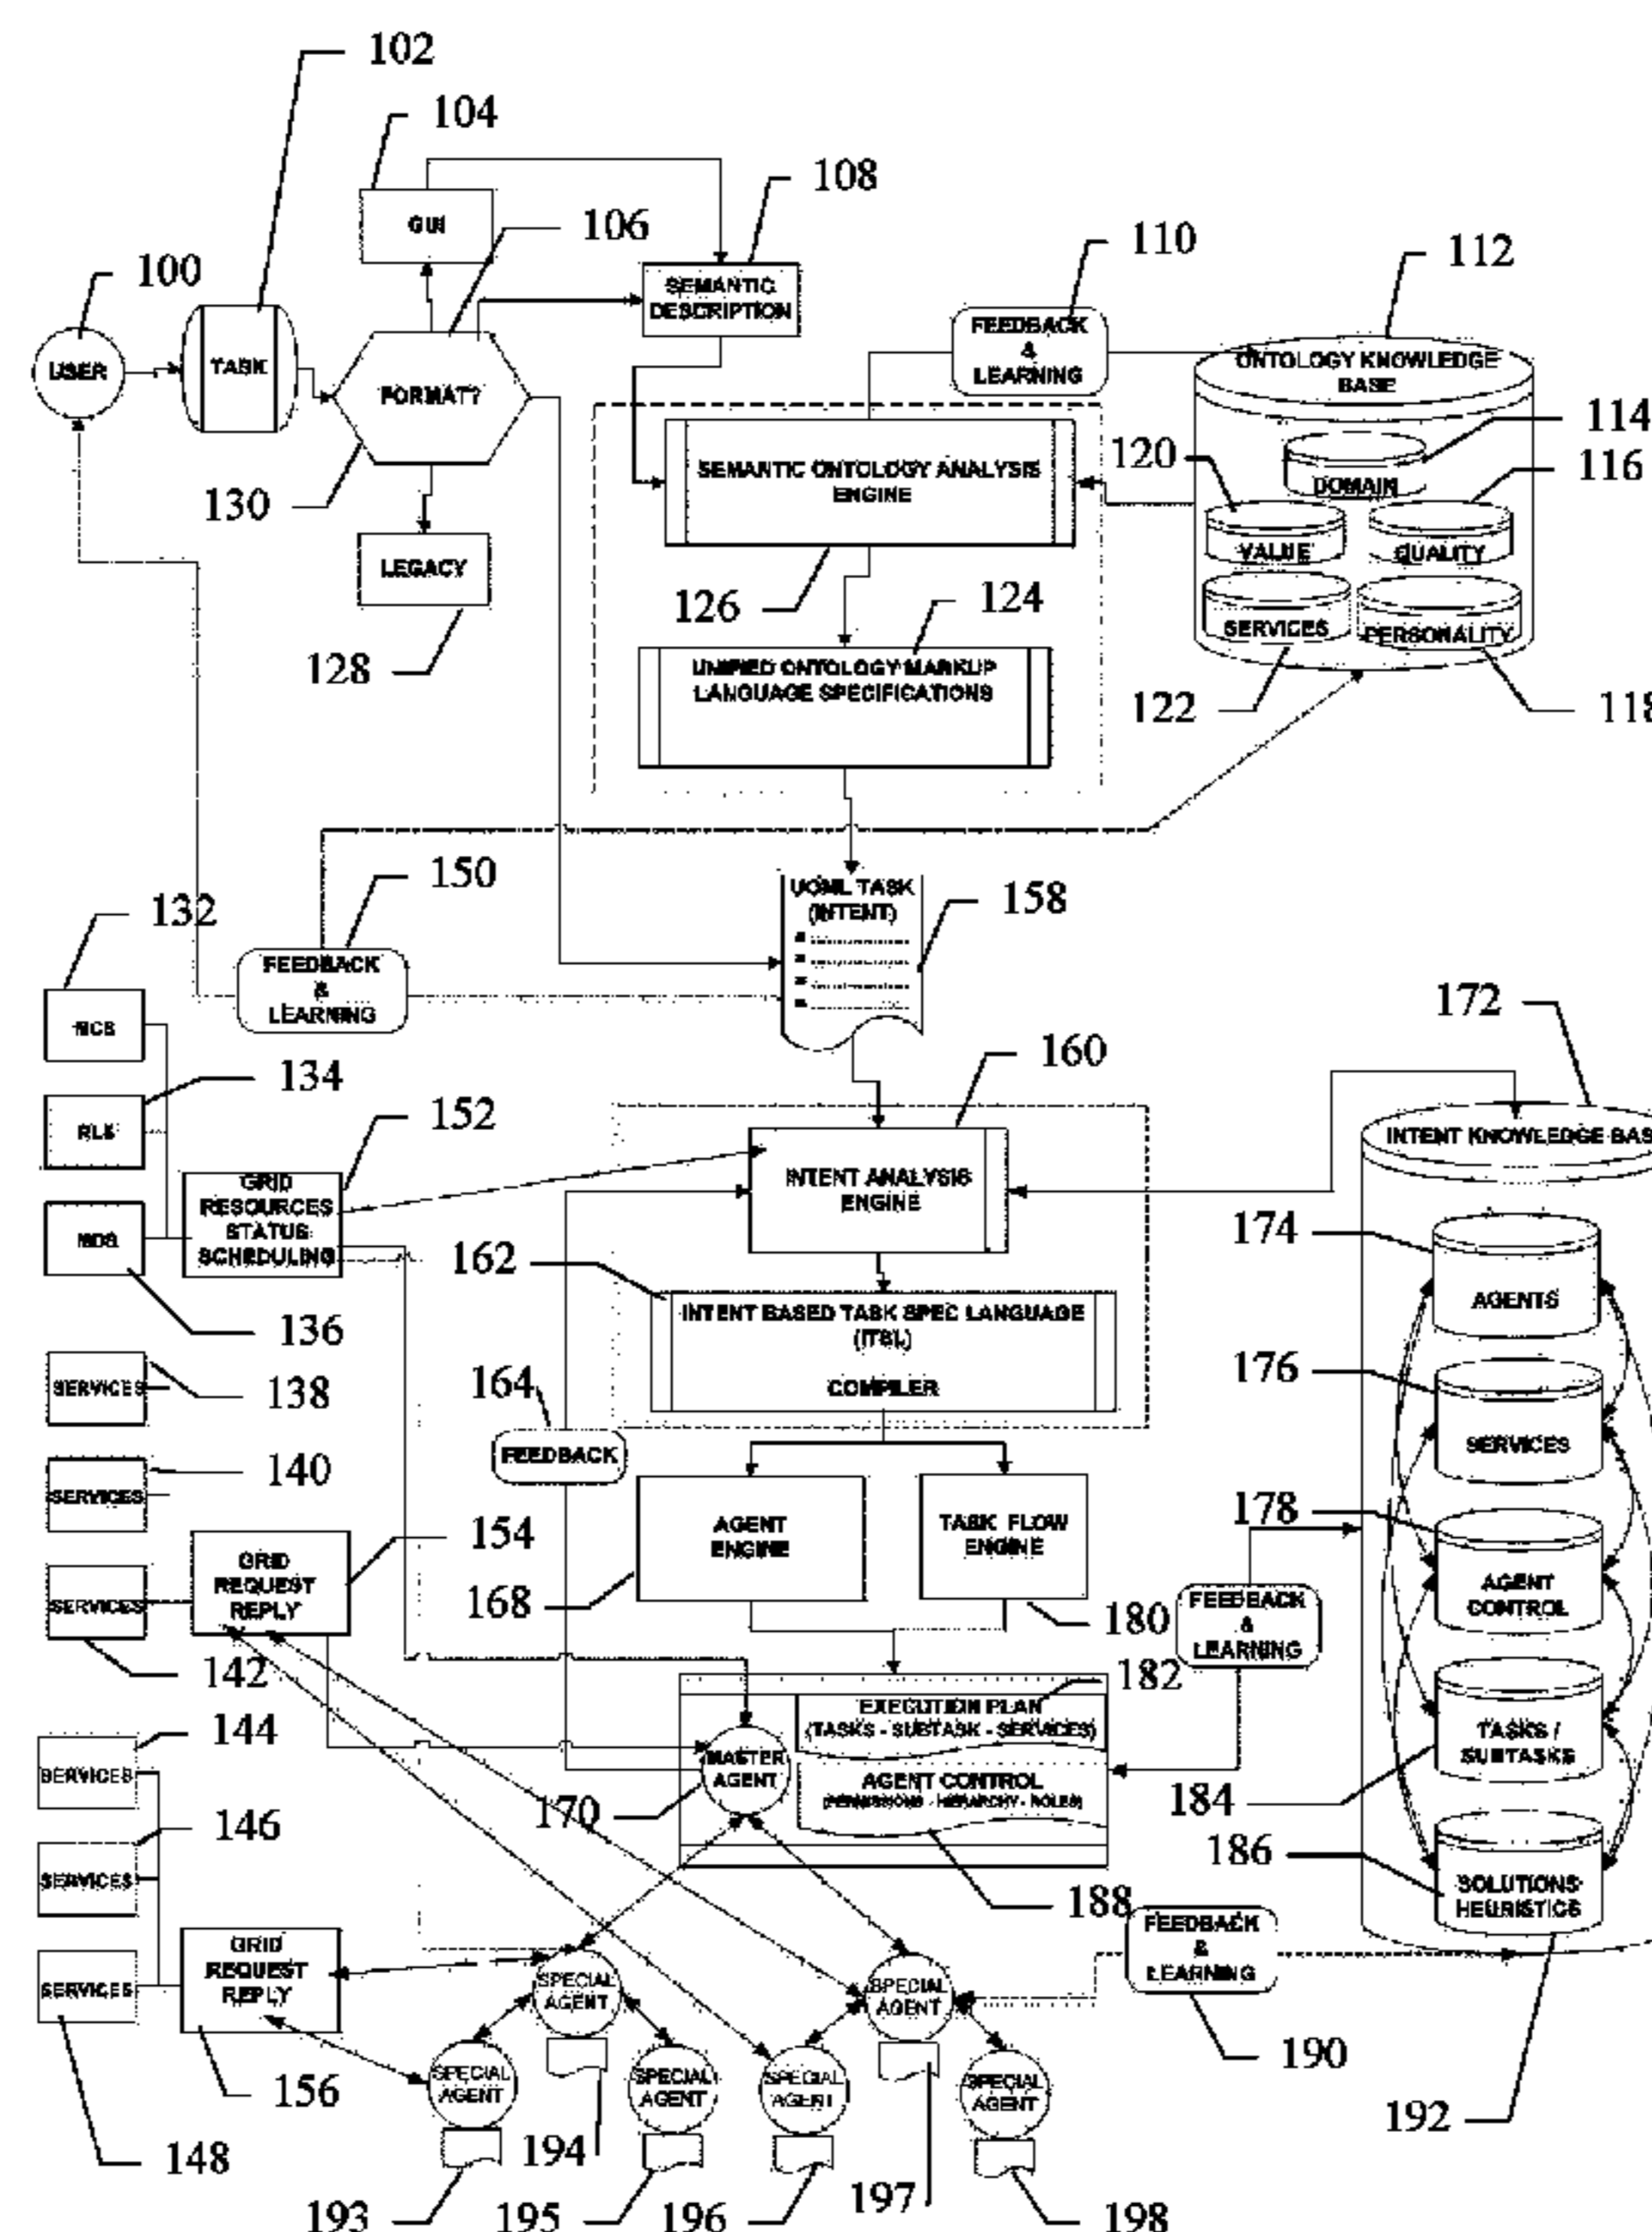 102
104
GUI
106
108
SEMANTIC
DESCRIPTION
110
FEEDBACK
&
LEARNING
112
ONTOLOGY KNOWLEDGE
BASE
100
USER
TASK
FORMAT?
130
114
DOMAIN
116
120
VALUE
QUALITY
SERVICES
PERSONALITY
122
118
SEMANTIC ONTOLOGY ANALYSIS
ENGINE
126
124
LEGACY
128
UNIFIED ONTOLOGY MARKUP
LANGUAGE SPECIFICATIONS
150
FEEDBACK
&
LEARNING
UOML TASK
(INTENT)
158
132
MCS
134
RLS
136
MDS
152
GRID
RESOURCES
STATUS
SCHEDULING
160
INTENT ANALYSIS
ENGINE
172
INTENT KNOWLEDGE BAS
162
INTENT BASED TASK SPEC LANGUAGE
(ITSL)
COMPILER
174
AGENTS
138
SERVICES
164
FEEDBACK
176
SERVICES
140
SERVICES
AGENT
ENGINE
168
TASK FLOW
ENGINE
180
178
AGENT
CONTROL
154
GRID
REQUEST
REPLY
SERVICES
142
FEEDBACK
&
LEARNING
182
EXECUTION PLAN
(TASKS - SUBTASK - SERVICES)
MASTER
AGENT
170
AGENT CONTROL
(PERMISSIONS - HIERARCHY - ROLES)
188
TASKS /
SUBTASKS
184
144
SERVICES
146
SERVICES
186
SOLUTIONS
HEURISTICS
SERVICES
148
GRID
REQUEST
REPLY
156
FEEDBACK
&
LEARNING
190
192
SPECIAL
AGENT
194
SPECIAL
AGENT
197
SPECIAL
AGENT
193
SPECIAL
AGENT
195
SPECIAL
AGENT
196
SPECIAL
AGENT
198